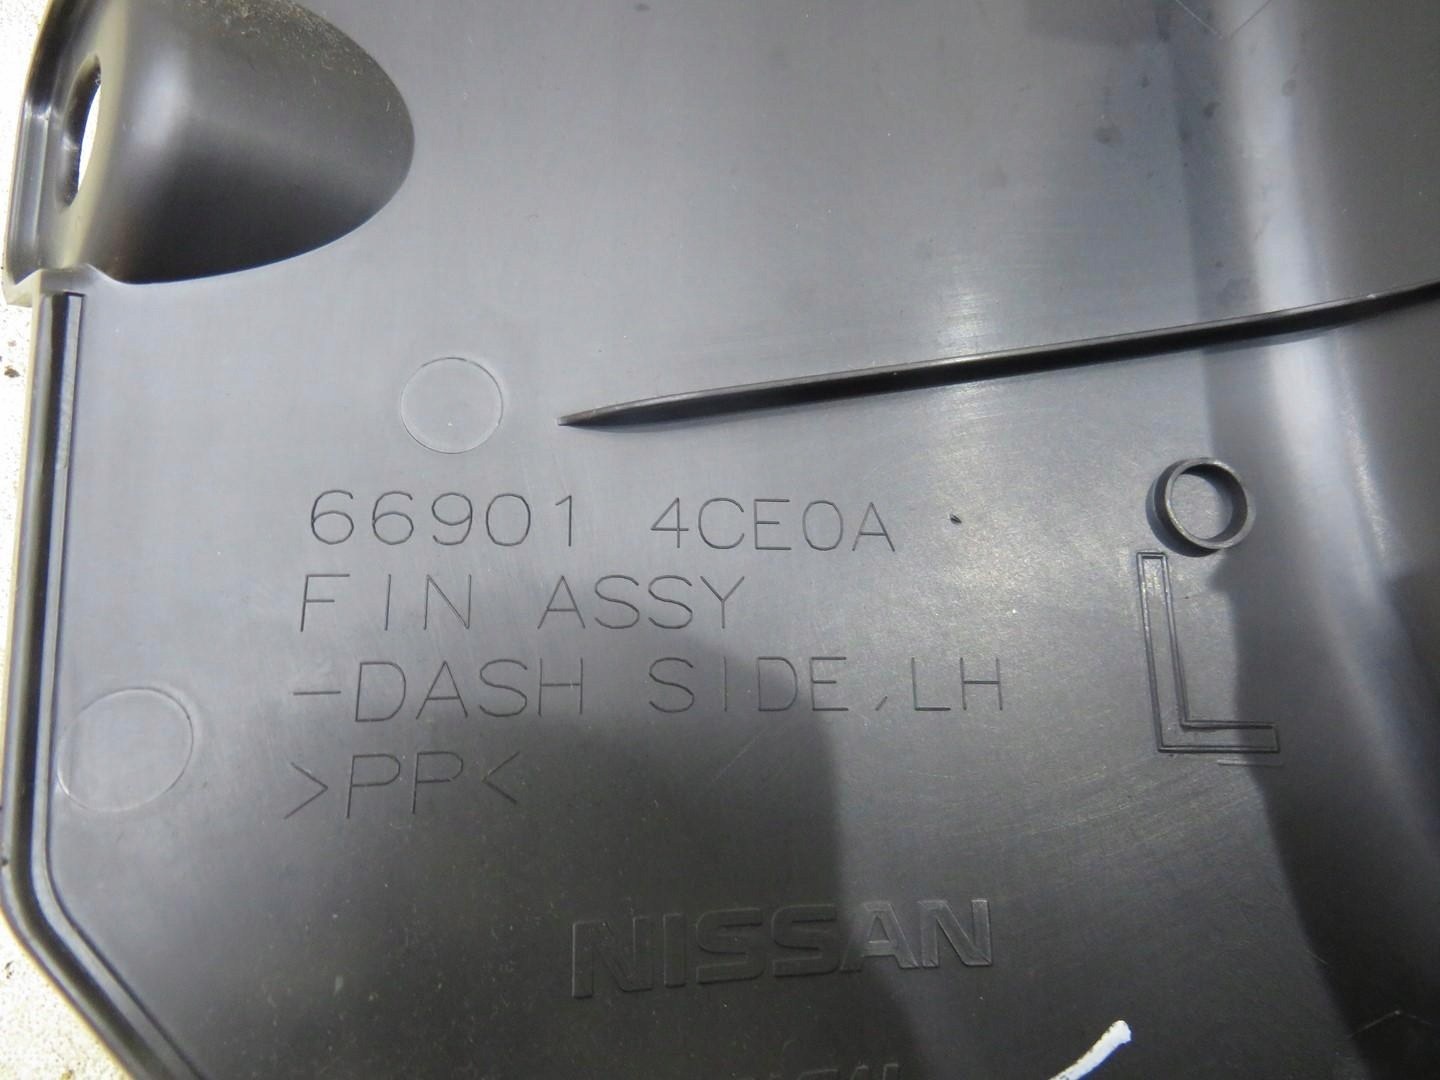 66901 4CE0A
FIN ASSY
-DASH SIDE,LH
>PP<
L
NISSAN